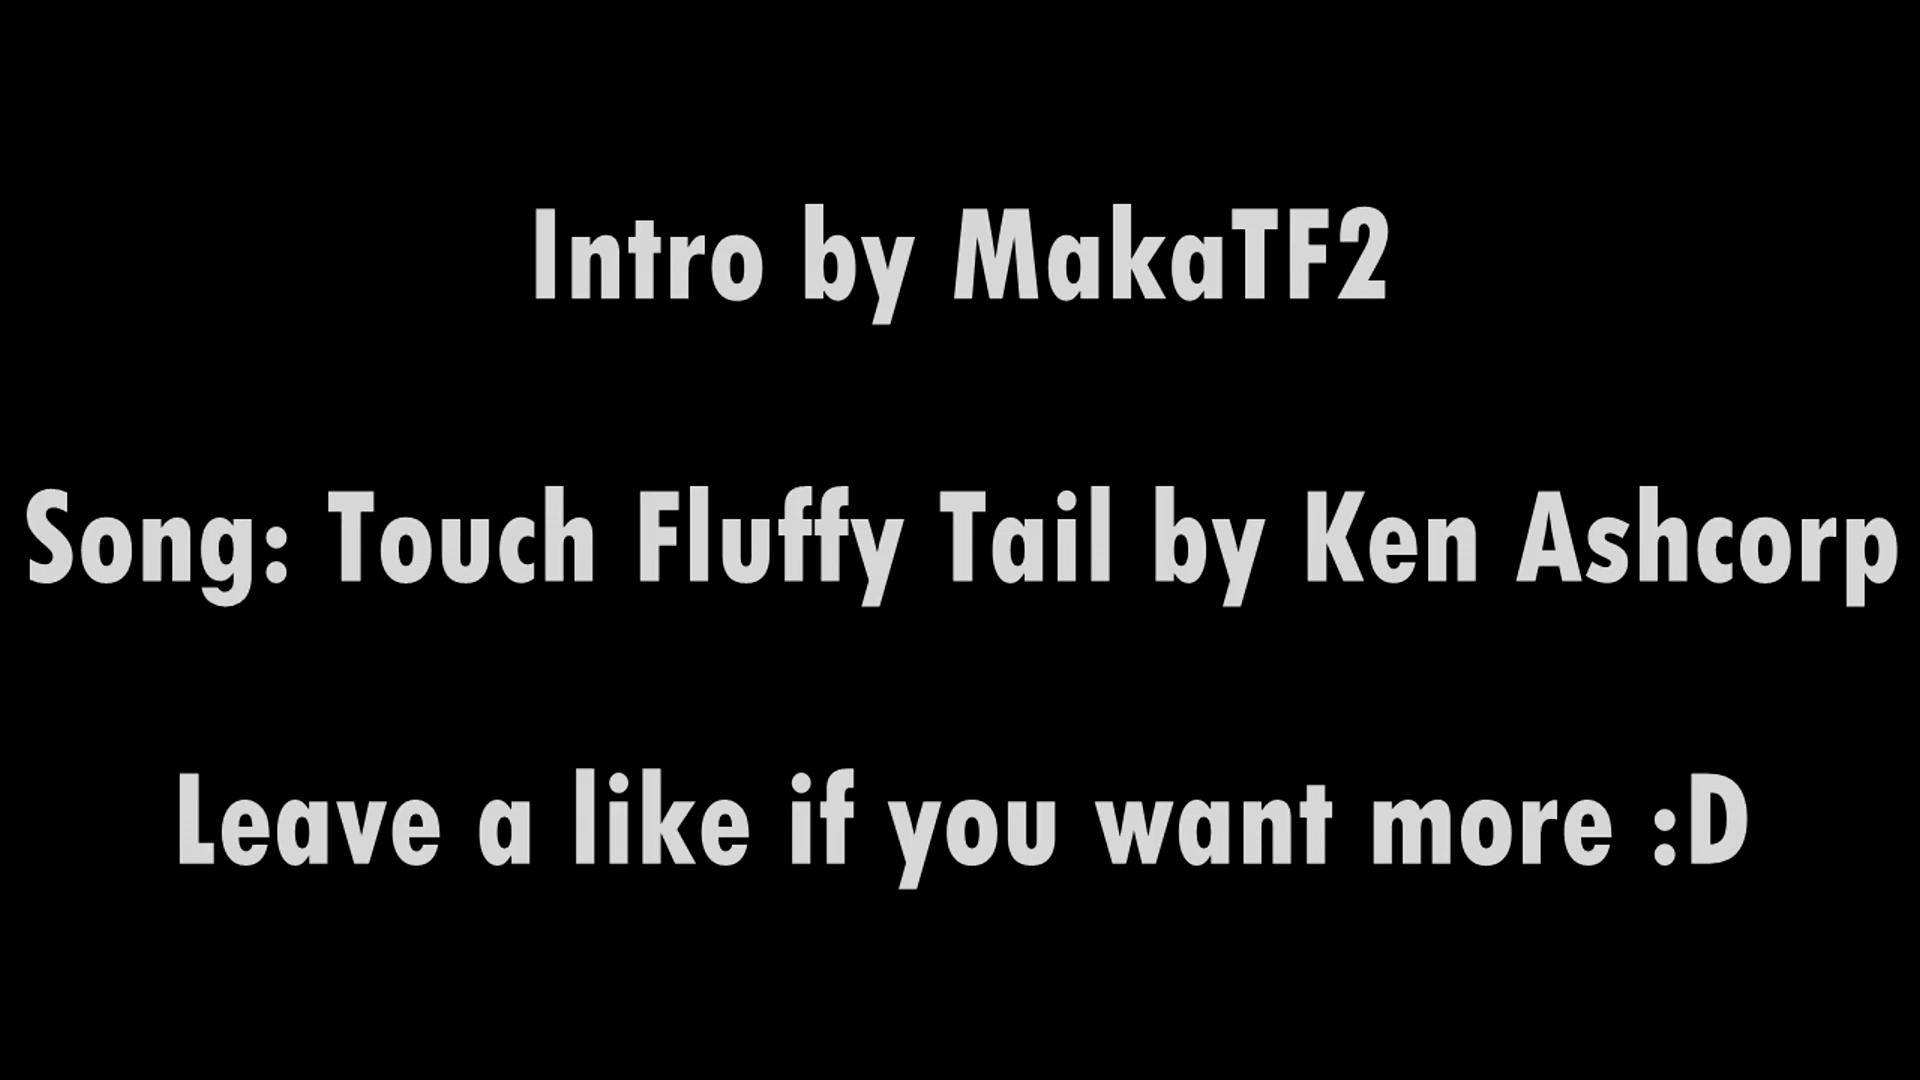 Intro by MakaTF2
Song: Touch Fluffy Tail by Ken Ashcorp
Leave a like if you want more :D